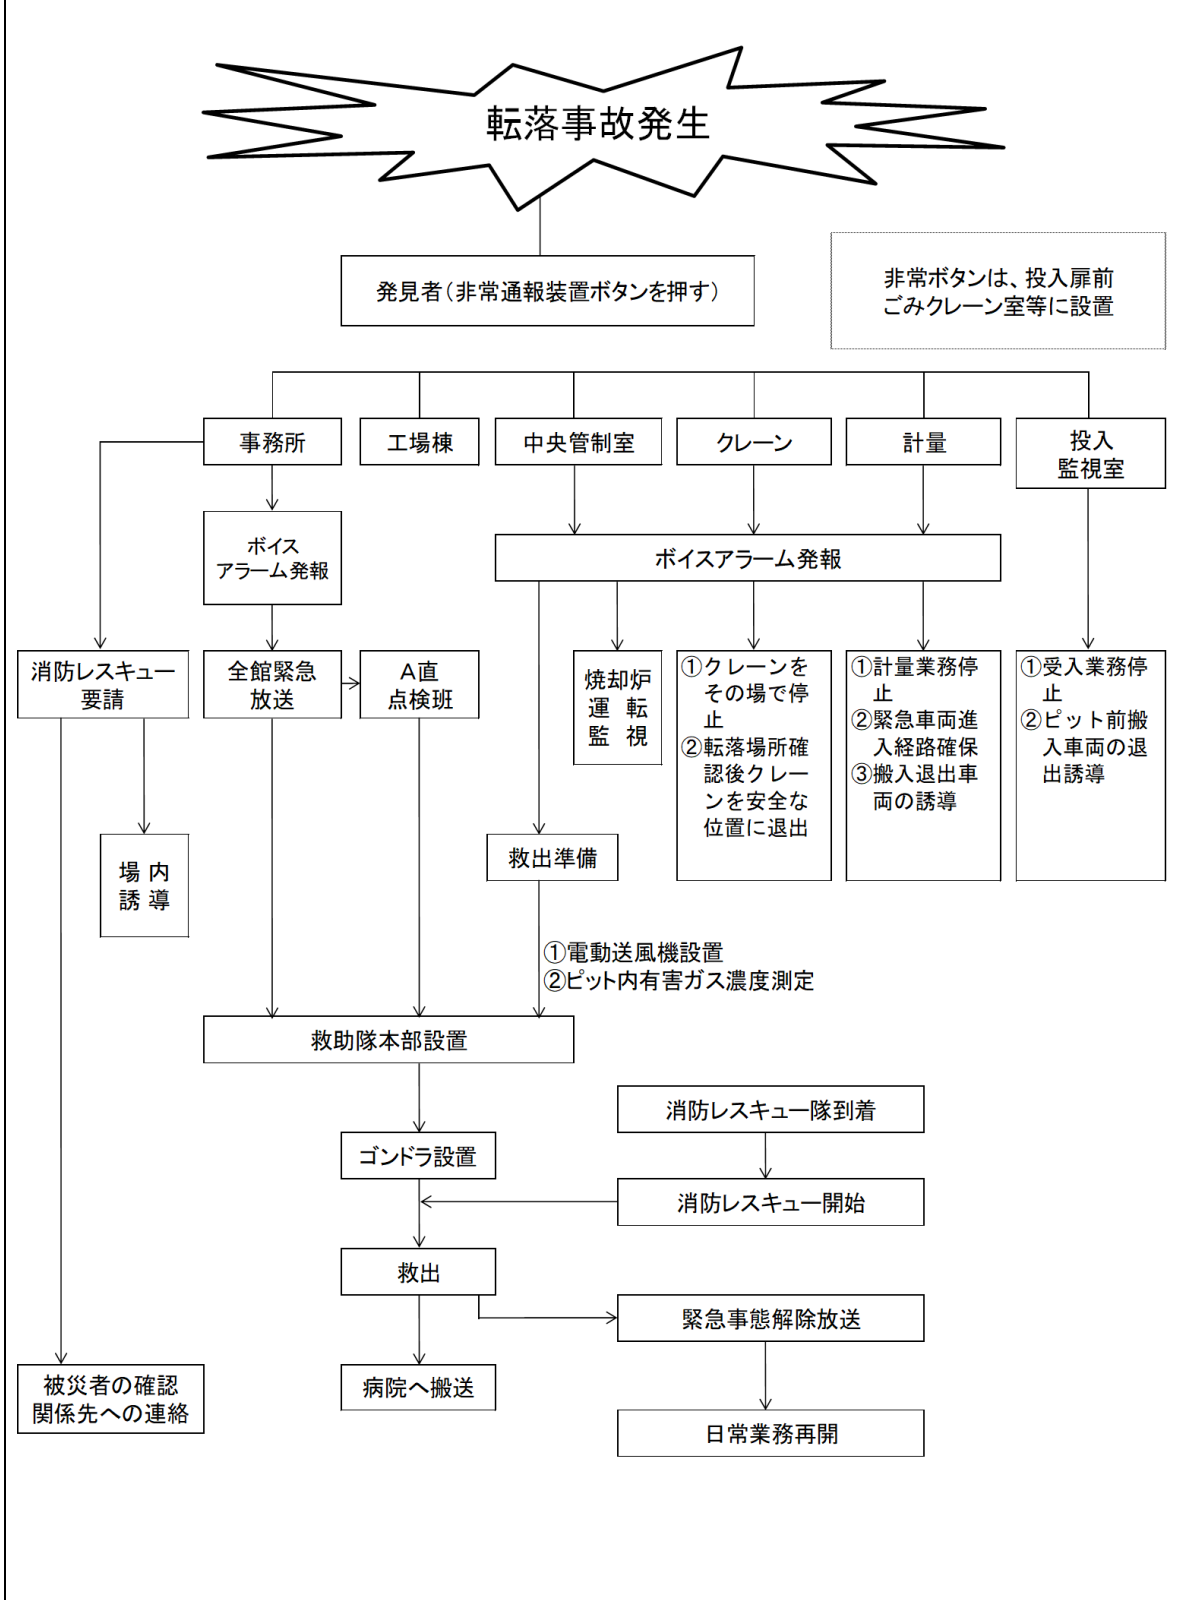 転落事故発生
発見者（非常通報装置ボタンを押す）
非常ボタンは、投入扉前
ごみクレーン室等に設置
事務所
工場棟
中央管制室
クレーン
計量
投入
監視室
ボイス
アラーム発報
ボイスアラーム発報
消防レスキュー
要請
全館緊急
放送
Ａ直
点検班
焼却炉
運　転
監　視
①クレーンを
その場で停
止
②転落場所確
認後クレー
ンを安全な
位置に退出
①計量業務停
止
②緊急車両進
入経路確保
③搬入退出車
両の誘導
①受入業務停
止
②ピット前搬
入車両の退
出誘導
場 内
誘 導
救出準備
①電動送風機設置
②ピット内有害ガス濃度測定
救助隊本部設置
消防レスキュー隊到着
ゴンドラ設置
消防レスキュー開始
救出
緊急事態解除放送
被災者の確認
関係先への連絡
病院へ搬送
日常業務再開